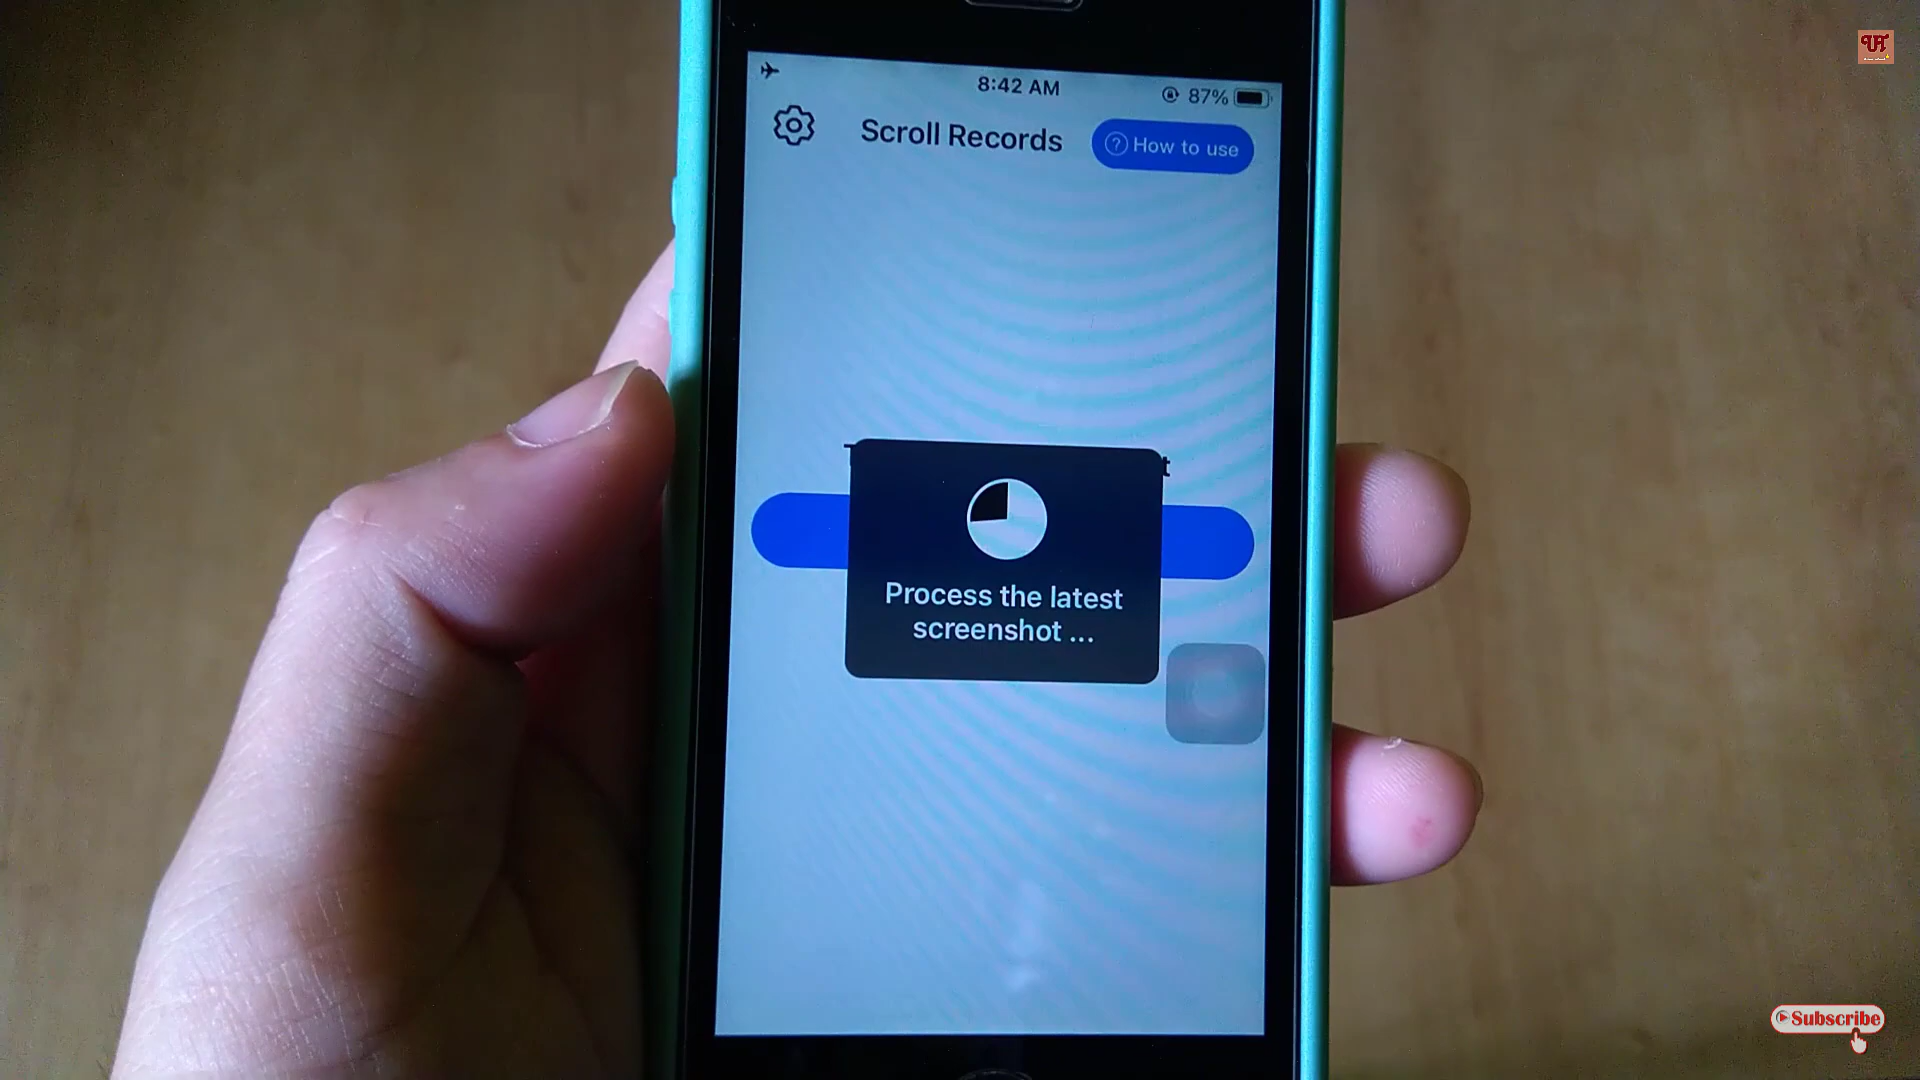 8:42 AM
87%
Scroll Records
? How to use
t
Process the latest
screenshot ...
Subscribe